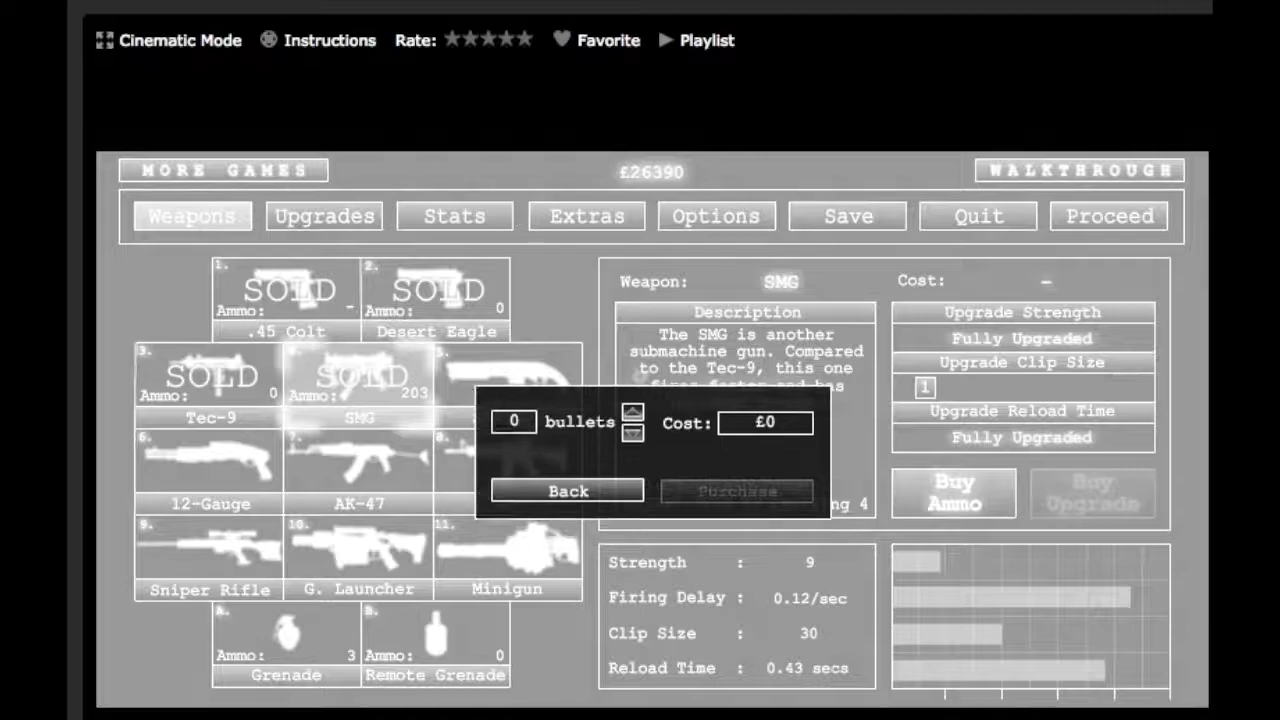 Cinematic Mode Instructions Rate: Favorite Playlist
MORE GAMES £26390 WALKTHROUGH
Weapons Upgrades Stats Extras Options Save Quit Proceed
1. SOLD Ammo: - .45 Colt
2. SOLD Ammo: 0 Desert Eagle
3. SOLD Ammo: 0 Tec-9
SOLD Ammo: 203 SMG
5.
6. 12-Gauge
7. AK-47
8.
9. Sniper Rifle
10. G. Launcher
11. Minigun
A. Ammo: 3 Grenade
B. Ammo: 0 Remote Grenade
Weapon: SMG
Description
The SMG is another
submachine gun. Compared
to the Tec-9, this one
ng 4
Cost: -
Upgrade Strength
Fully Upgraded
Upgrade Clip Size
1
Upgrade Reload Time
Fully Upgraded
Buy Ammo
Buy Upgrade
0 bullets Cost: £0
Back Purchase
Strength : 9
Firing Delay : 0.12/sec
Clip Size : 30
Reload Time : 0.43 secs